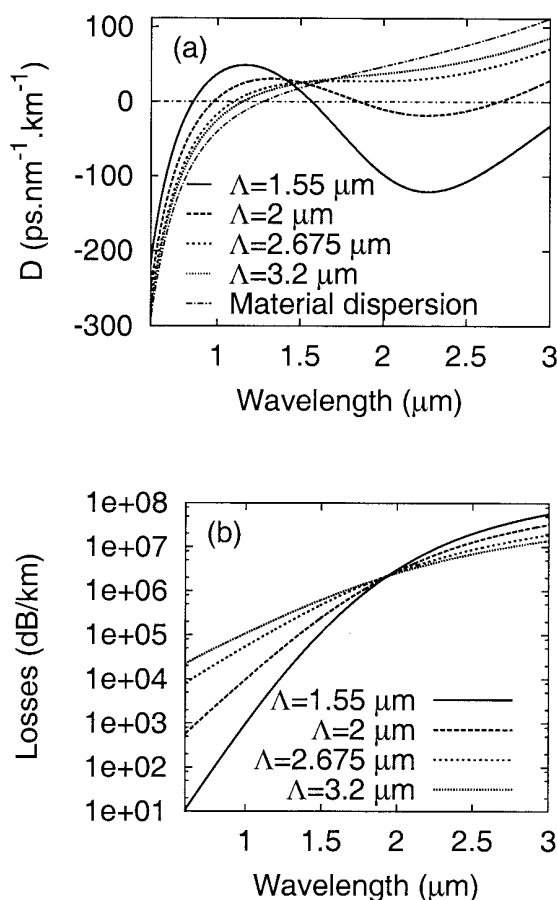 (a)
D (ps.nm⁻¹.km⁻¹)
100
0
-100
-200
-300
Λ=1.55 μm
Λ=2 μm
Λ=2.675 μm
Λ=3.2 μm
Material dispersion
1 1.5 2 2.5 3
Wavelength (μm)
(b)
Losses (dB/km)
1e+08
1e+07
1e+06
1e+05
1e+04
1e+03
1e+02
1e+01
Λ=1.55 μm
Λ=2 μm
Λ=2.675 μm
Λ=3.2 μm
1 1.5 2 2.5 3
Wavelength (μm)